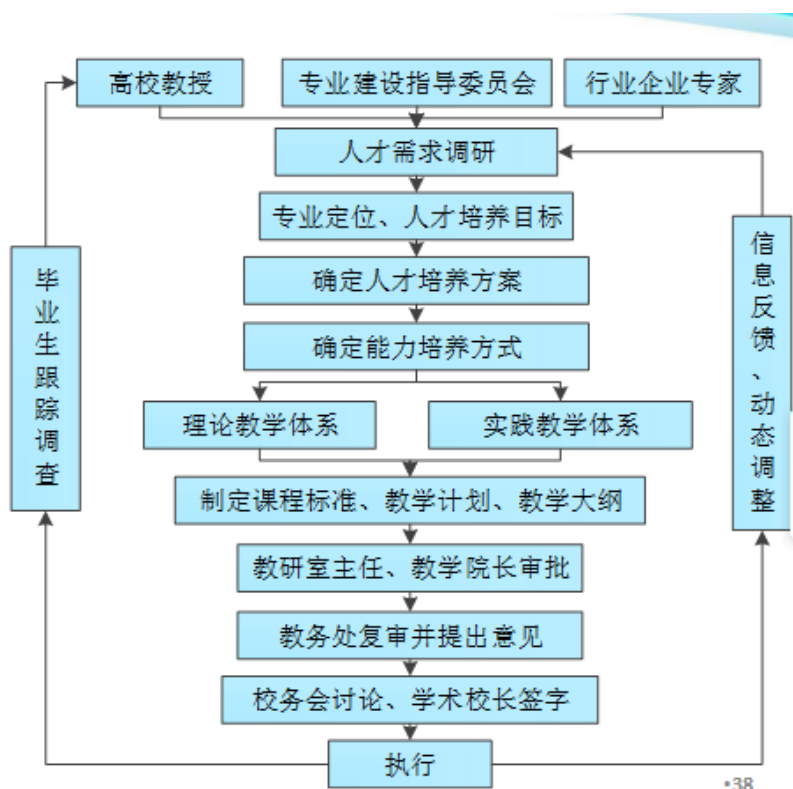 高校教授
专业建设指导委员会
行业企业专家
人才需求调研
专业定位、人才培养目标
确定人才培养方案
确定能力培养方式
理论教学体系
实践教学体系
制定课程标准、教学计划、教学大纲
教研室主任、教学院长审批
教务处复审并提出意见
校务会讨论、学术校长签字
执行
毕业生跟踪调查
信息反馈、动态调整
•38